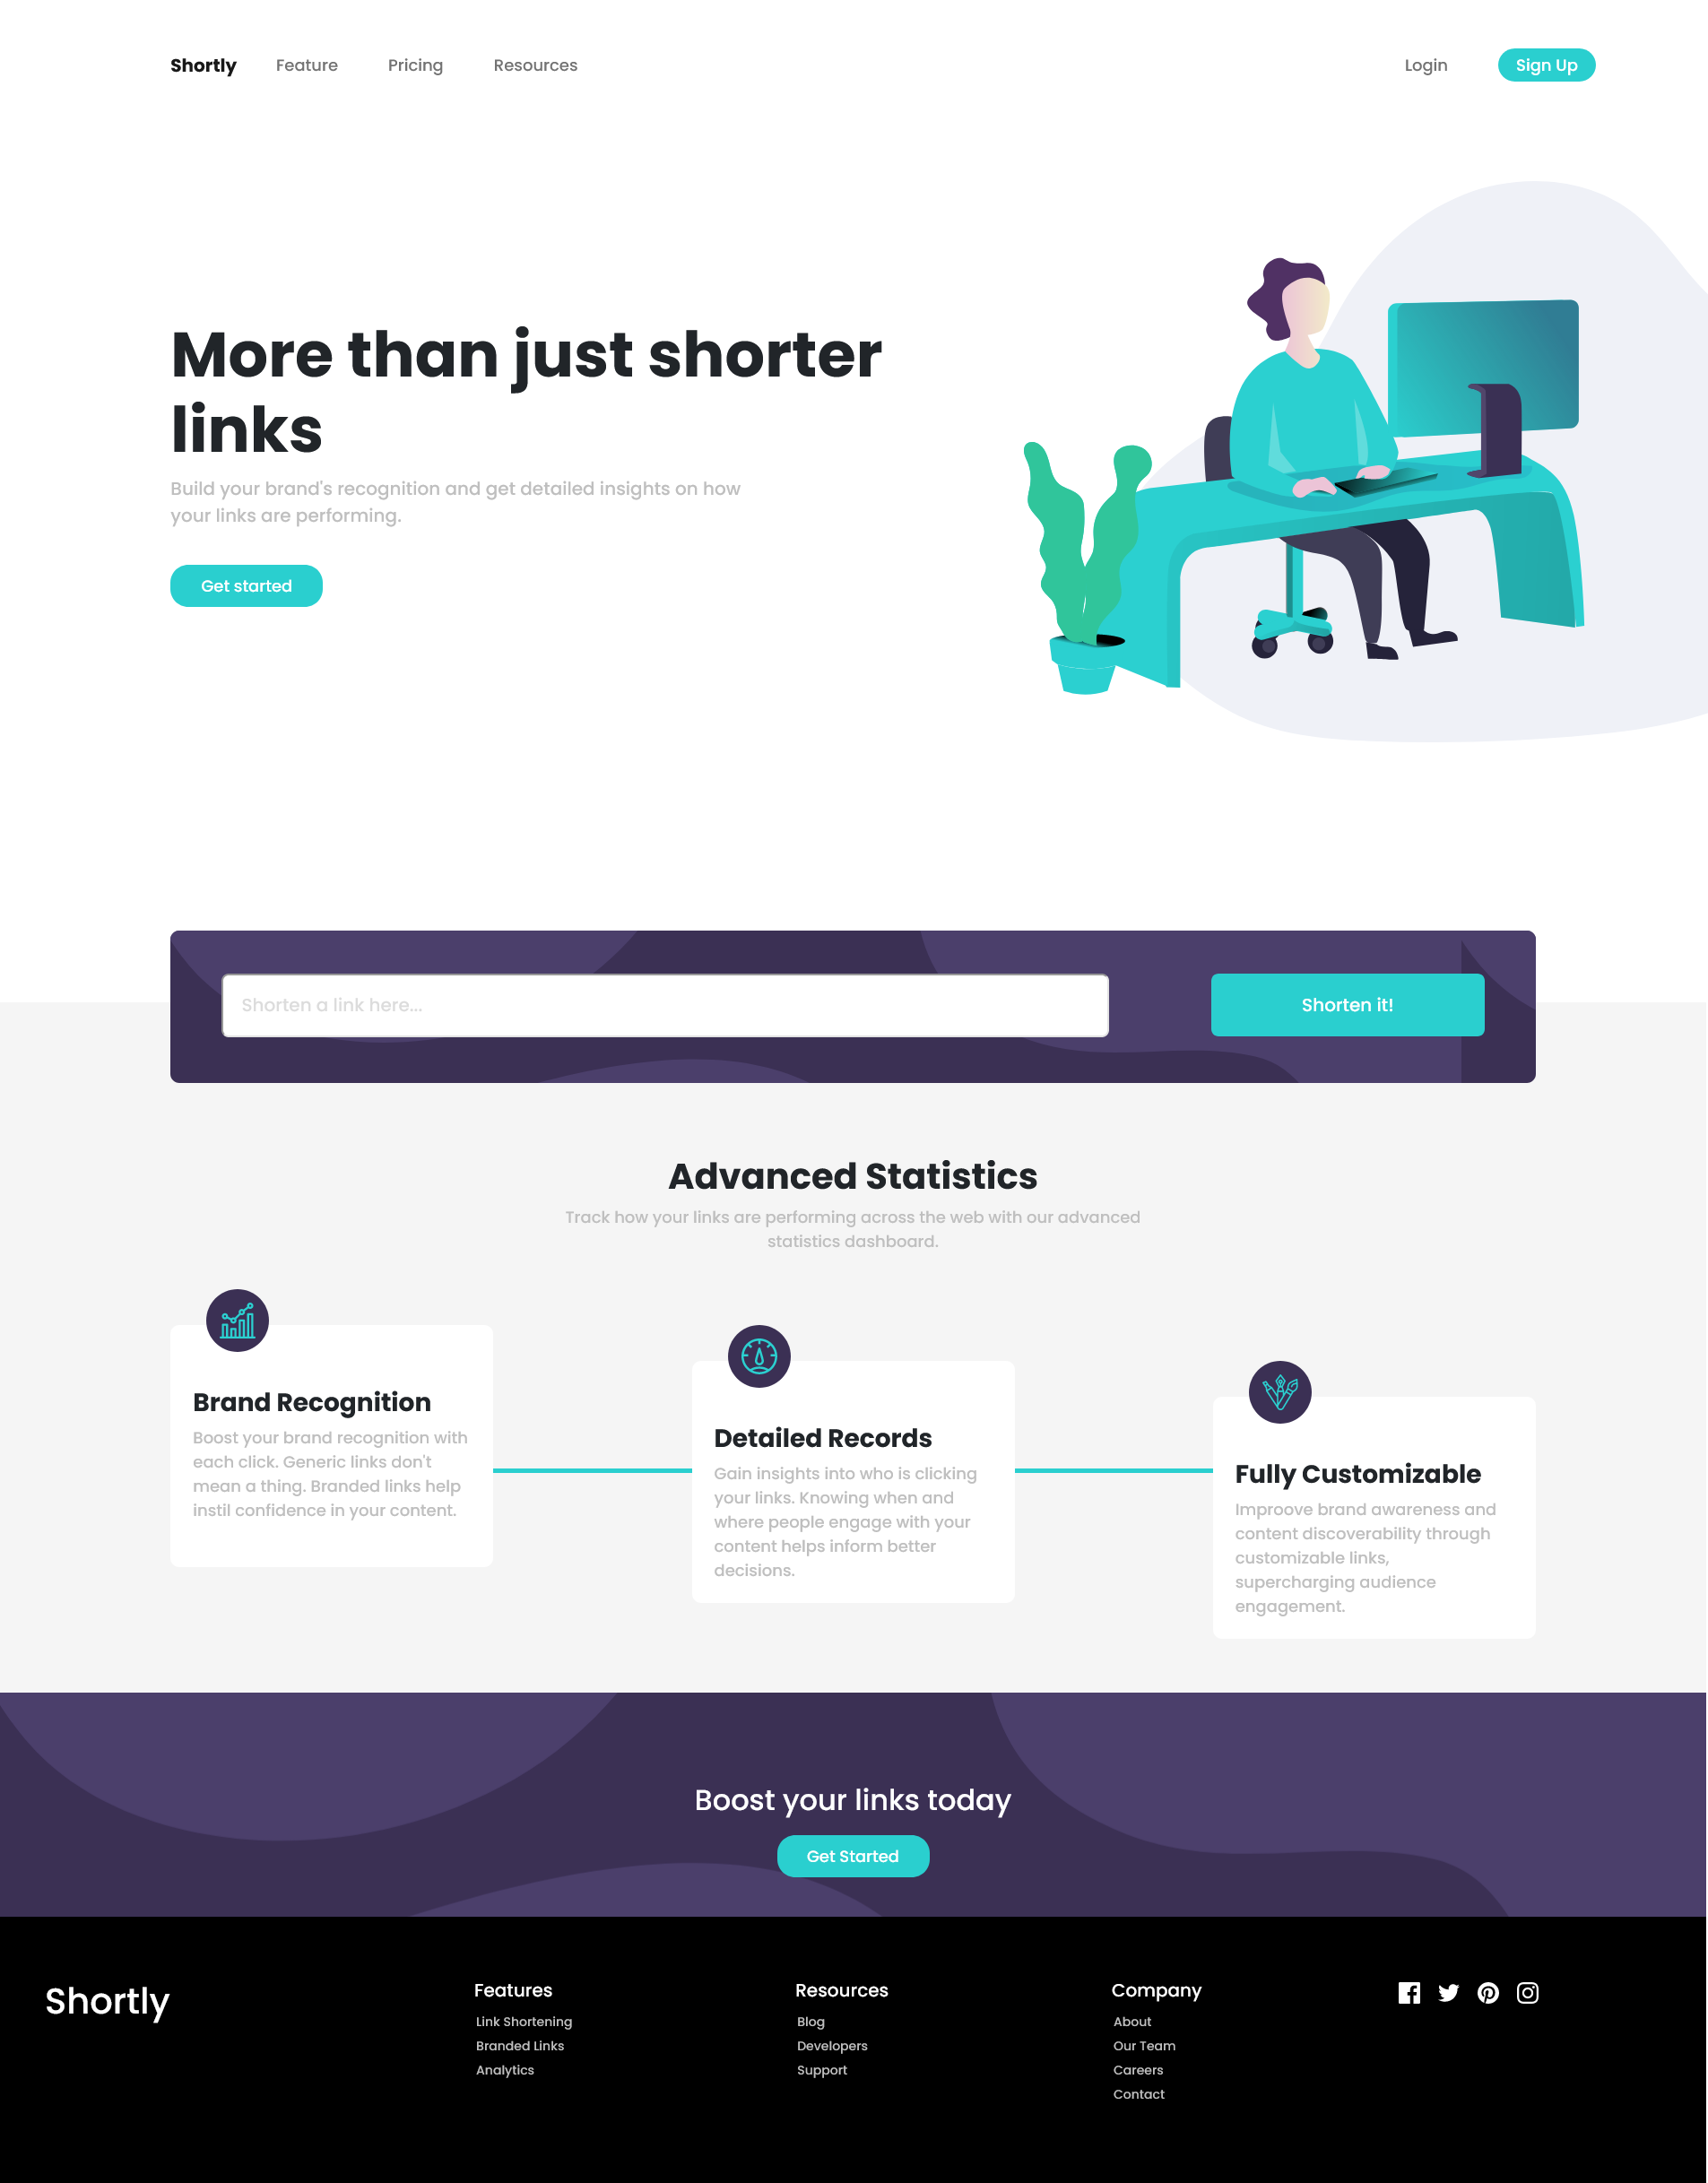 Shortly
Feature
Pricing
Resources
Login
Sign Up
More than just shorter
links
Build your brand's recognition and get detailed insights on how
your links are performing.
Get started
Shorten a link here...
Shorten it!
Advanced Statistics
Track how your links are performing across the web with our advanced
statistics dashboard.
Brand Recognition
Boost your brand recognition with
each click. Generic links don't
mean a thing. Branded links help
instil confidence in your content.
Detailed Records
Gain insights into who is clicking
your links. Knowing when and
where people engage with your
content helps inform better
decisions.
Fully Customizable
Improove brand awareness and
content discoverability through
customizable links,
supercharging audience
engagement.
Boost your links today
Get Started
Shortly
Features
Link Shortening
Branded Links
Analytics
Resources
Blog
Developers
Support
Company
About
Our Team
Careers
Contact